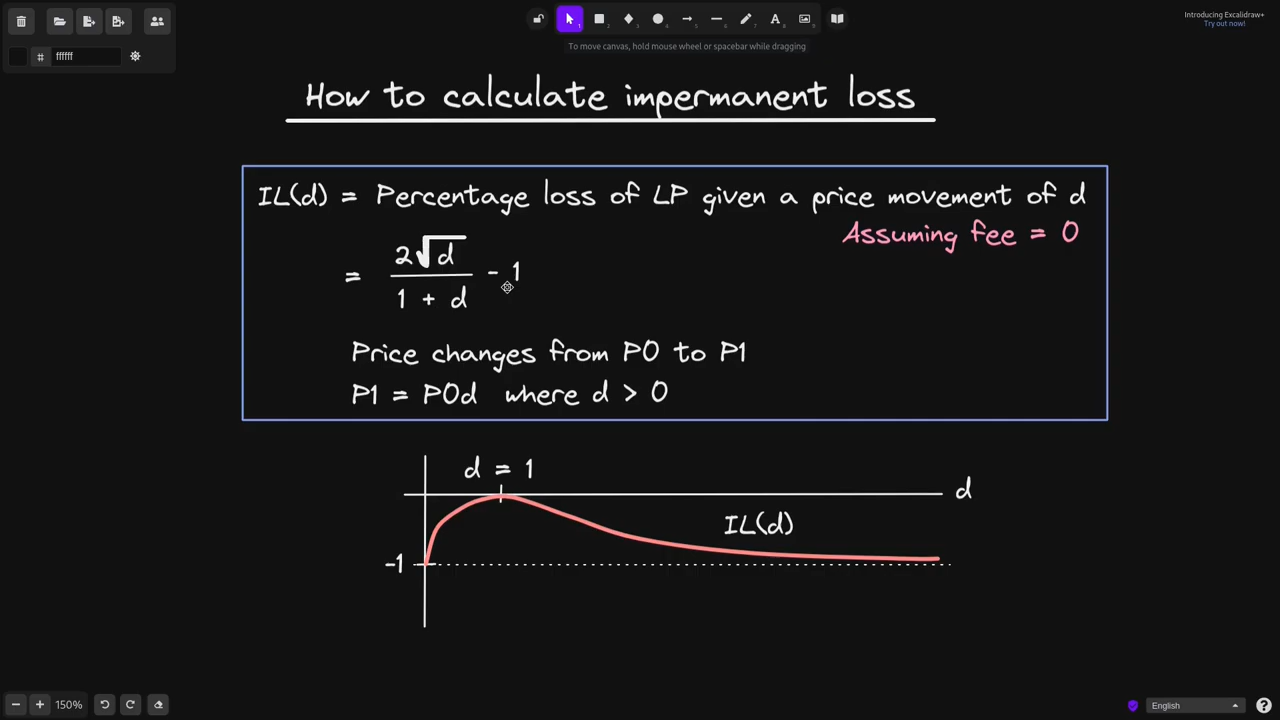 Introducing Excalidraw+
Try out now!
# ffffff
To move canvas, hold mouse wheel or spacebar while dragging
How to calculate impermanent loss
IL(d) = Percentage loss of LP given a price movement of d
Assuming fee = 0
= 2√d / 1 + d - 1
Price changes from P0 to P1
P1 = P0d where d > 0
d = 1
d
IL(d)
-1
150%
English